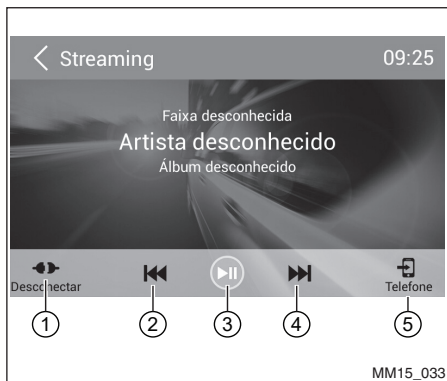 Streaming 09:25
Faixa desconhecida
Artista desconhecido
Álbum desconhecido
Desconectar Telefone
1 2 3 4 5
MM15_033